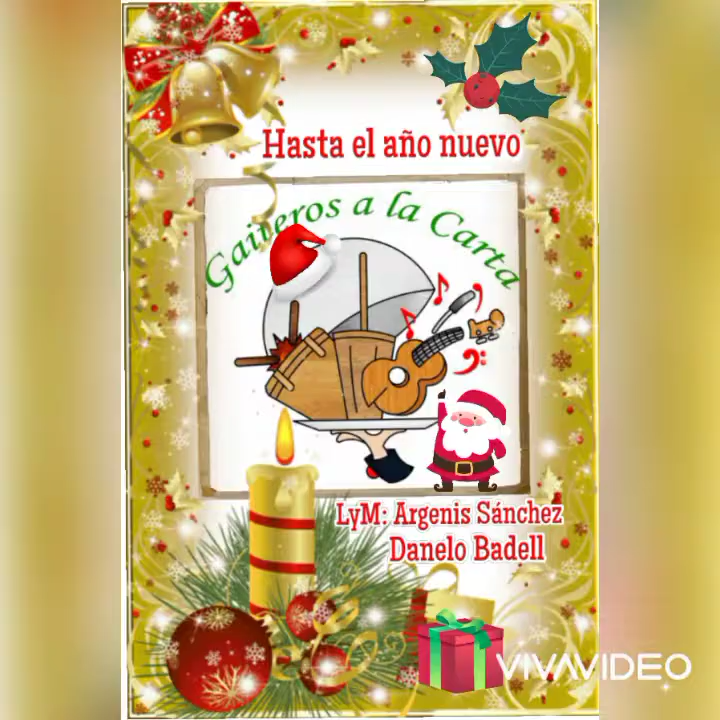 Hasta el año nuevo
Gaiteros a la Carta
LyM: Argenis Sánchez
Danelo Badell
VIVAVIDEO